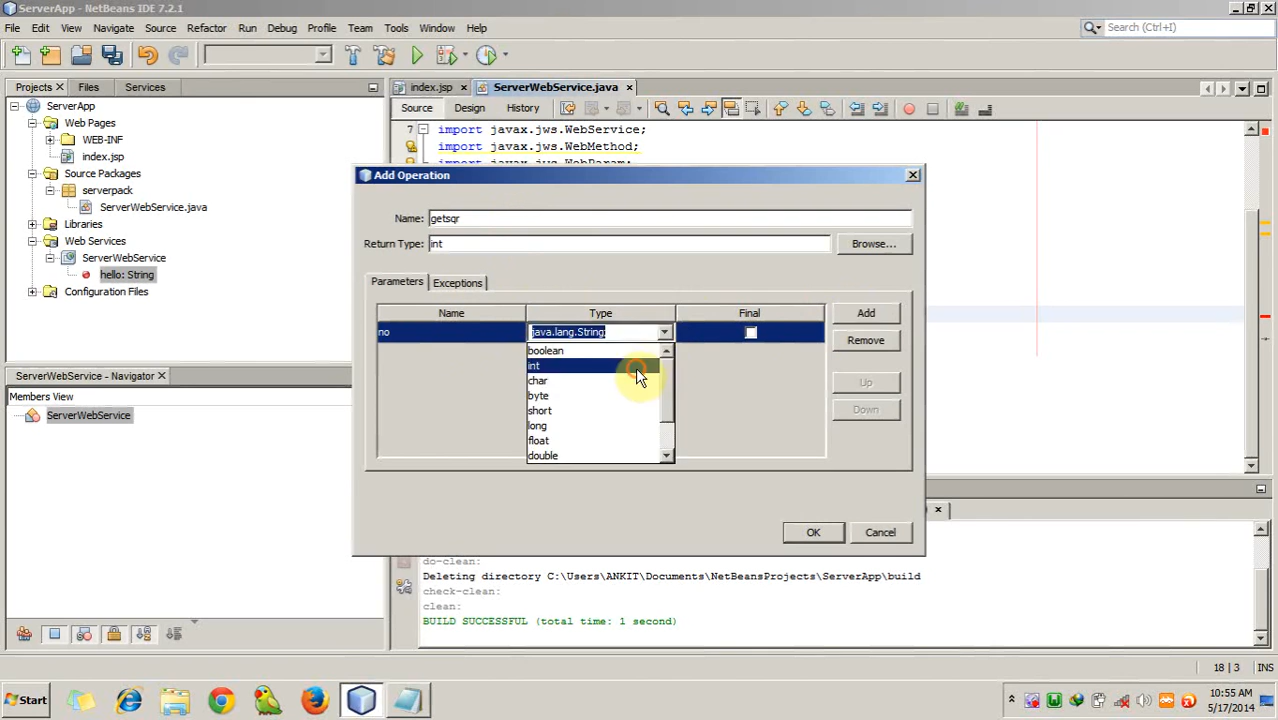 ServerApp - NetBeans IDE 7.2.1
File Edit View Navigate Source Refactor Run Debug Profile Team Tools Window Help
Search (Ctrl+I)
Projects Files Services
index.jsp ServerWebService.java
ServerApp
Source Design History
Web Pages
7 import javax.jws.WebService;
WEB-INF
import javax.jws.WebMethod;
index.jsp
import javax.jws.WebParam;
Source Packages
Add Operation
serverpack
ServerWebService.java
Name: getsqr
Libraries
Web Services
Return Type: int Browse...
ServerWebService
hello: String
Parameters Exceptions
Configuration Files
Name Type Final Add
no java.lang.String
Remove
boolean
int
ServerWebService - Navigator
char
Up
Members View
byte
short
Down
ServerWebService
long
float
double
OK Cancel
do-clean:
Deleting directory C:\Users\ANKIT\Documents\NetBeansProjects\ServerApp\build
check-clean:
clean:
BUILD SUCCESSFUL (total time: 1 second)
18 | 3 INS
Start
10:55 AM
5/17/2014